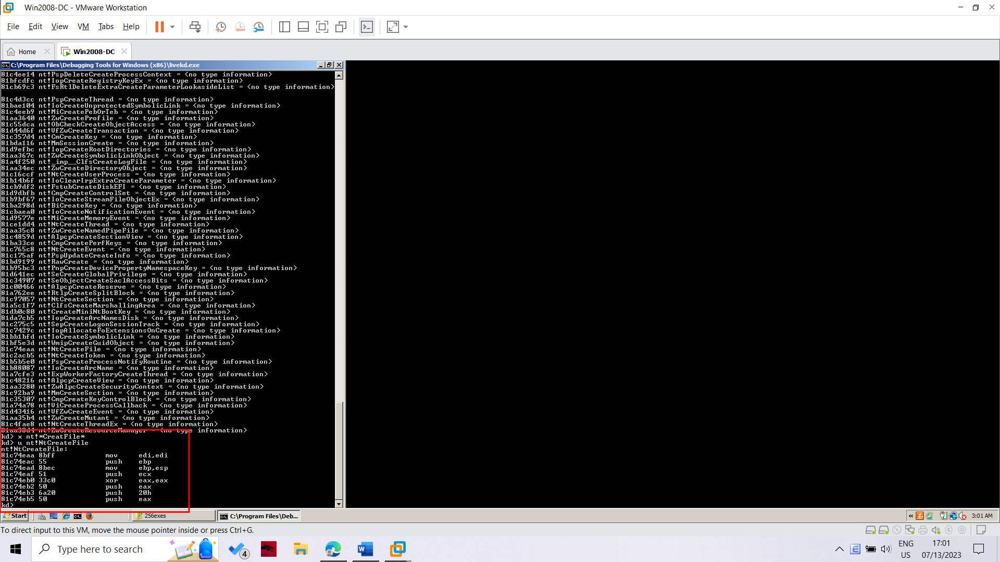 Win2008-DC - VMware Workstation
File Edit View VM Tabs Help
Home Win2008-DC
C:\Program Files\Debugging Tools for Windows (x86)\livekd.exe
81c4ee14 nt!PspDeleteCreateProcessContext = <no type information>
81bfcdfc nt!IopCreateRegistryKeyEx = <no type information>
81cb69c3 nt!FsRtlDeleteExtraCreateParameterLookasideList = <no type information>
81c4d3cc nt!PspCreateThread = <no type information>
81bae104 nt!IoCreateUnprotectedSymbolicLink = <no type information>
81c4eeb9 nt!MiCreatePebOrTeb = <no type information>
81aa3640 nt!ZwCreateProfile = <no type information>
81c55dca nt!ObCheckCreateObjectAccess = <no type information>
81d44d6f nt!VfZwCreateTransaction = <no type information>
81c357d4 nt!CmCreateKey = <no type information>
81bda116 nt!MmSessionCreate = <no type information>
81d9efbc nt!IopCreateRootDirectories = <no type information>
81aa367c nt!ZwCreateSymbolicLinkObject = <no type information>
81a4f250 nt!_imp__ClfsCreateLogFile = <no type information>
81aa34ec nt!ZwCreateDirectoryObject = <no type information>
81c16ccf nt!NtCreateUserProcess = <no type information>
81b14b6f nt!IoClearIrpExtraCreateParameter = <no type information>
81cb9df2 nt!FstubCreateDiskEFI = <no type information>
81d9dbfb nt!CmpCreateControlSet = <no type information>
81b9bf67 nt!IoCreateStreamFileObjectEx = <no type information>
81ba298d nt!BiCreateKey = <no type information>
81cbaea0 nt!IoCreateNotificationEvent = <no type information>
81d9577e nt!MiCreateMemoryEvent = <no type information>
81ce1dd4 nt!NtCreateThread = <no type information>
81aa35c8 nt!ZwCreateNamedPipeFile = <no type information>
81c4859d nt!AlpcpCreateSectionView = <no type information>
81ba33ce nt!CmpCreatePerfKeys = <no type information>
81c765c8 nt!NtCreateEvent = <no type information>
81c175af nt!PspUpdateCreateInfo = <no type information>
81bd9199 nt!RawCreate = <no type information>
81b95bc3 nt!PnpCreateDevicePropertyNamespaceKey = <no type information>
81d641ec nt!SeCreateGlobalPrivilege = <no type information>
81c34907 nt!SeObjectCreateSaclAccessBits = <no type information>
81c00466 nt!AlpcpCreateReserve = <no type information>
81a762ee nt!RtlpCreateSplitBlock = <no type information>
81c97057 nt!NtCreateSection = <no type information>
81a5c1f7 nt!ClfsCreateMarshallingArea = <no type information>
81db0c80 nt!CreateMiniNtBootKey = <no type information>
81da7cb5 nt!IopCreateArcNamesDisk = <no type information>
81c275c5 nt!SepCreateLogonSessionTrack = <no type information>
81c7429c nt!IopAllocateFoExtensionsOnCreate = <no type information>
81bb1bfd nt!IoCreateSymbolicLink = <no type information>
81bf5e3d nt!WmipCreateGuidObject = <no type information>
81c74eaa nt!NtCreateFile = <no type information>
81c2acb5 nt!NtCreateToken = <no type information>
81b5b5e0 nt!PspCreateProcessNotifyRoutine = <no type information>
81b88087 nt!IoCreateArcName = <no type information>
81a7cfe3 nt!ExpWorkerFactoryCreateThread = <no type information>
81c48216 nt!AlpcpCreateView = <no type information>
81aa3280 nt!ZwAlpcCreateSecurityContext = <no type information>
81c92ba9 nt!MmCreateSection = <no type information>
81c35307 nt!CmpCreateKeyControlBlock = <no type information>
81a74a78 nt!ViCreateProcessCallback = <no type information>
81d43416 nt!VfZwCreateEvent = <no type information>
81aa35b4 nt!ZwCreateMutant = <no type information>
81c4fae8 nt!NtCreateThreadEx = <no type information>
81aa38d4 nt!ZwCreateResourceManager = <no type information>
kd> x nt!*CreatFile*
kd> u nt!NtCreateFile
nt!NtCreateFile:
81c74eaa 8bff mov edi,edi
81c74eac 55 push ebp
81c74ead 8bec mov ebp,esp
81c74eaf 51 push ecx
81c74eb0 33c0 xor eax,eax
81c74eb2 50 push eax
81c74eb3 6a20 push 20h
81c74eb5 50 push eax
kd>
Start 256exes C:\Program Files\Deb... « 3:01 AM
To direct input to this VM, move the mouse pointer inside or press Ctrl+G.
Type here to search 4 ENG US 17:01 07/13/2023